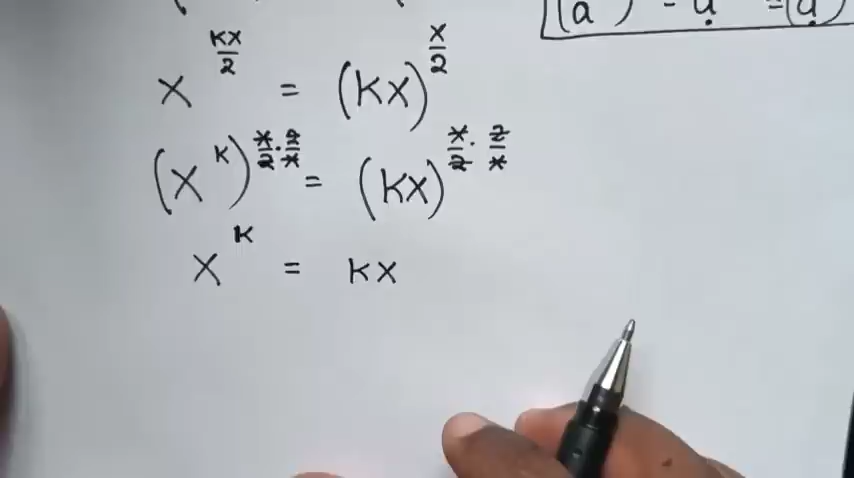 (a ) = a = (a )
x^(kx/2) = (kx)^(x/2)
(x^k)^(x/2 · 2/x) = (kx)^(x/2 · 2/x)
x^k = kx